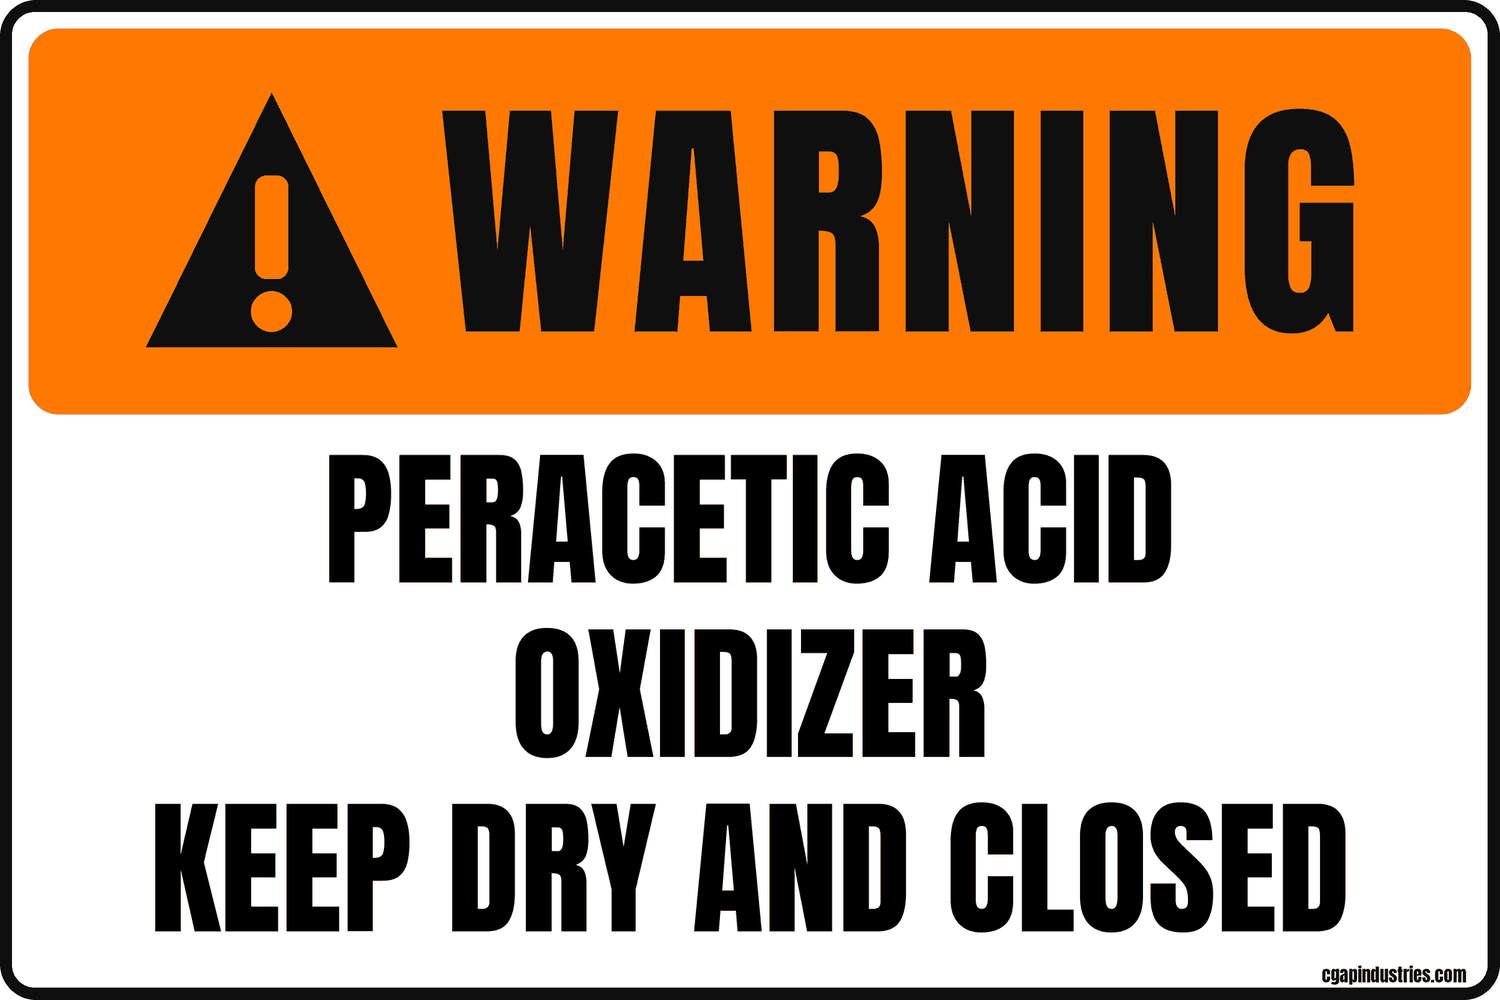 WARNING
PERACETIC ACID
OXIDIZER
KEEP DRY AND CLOSED
cgapindustries.com